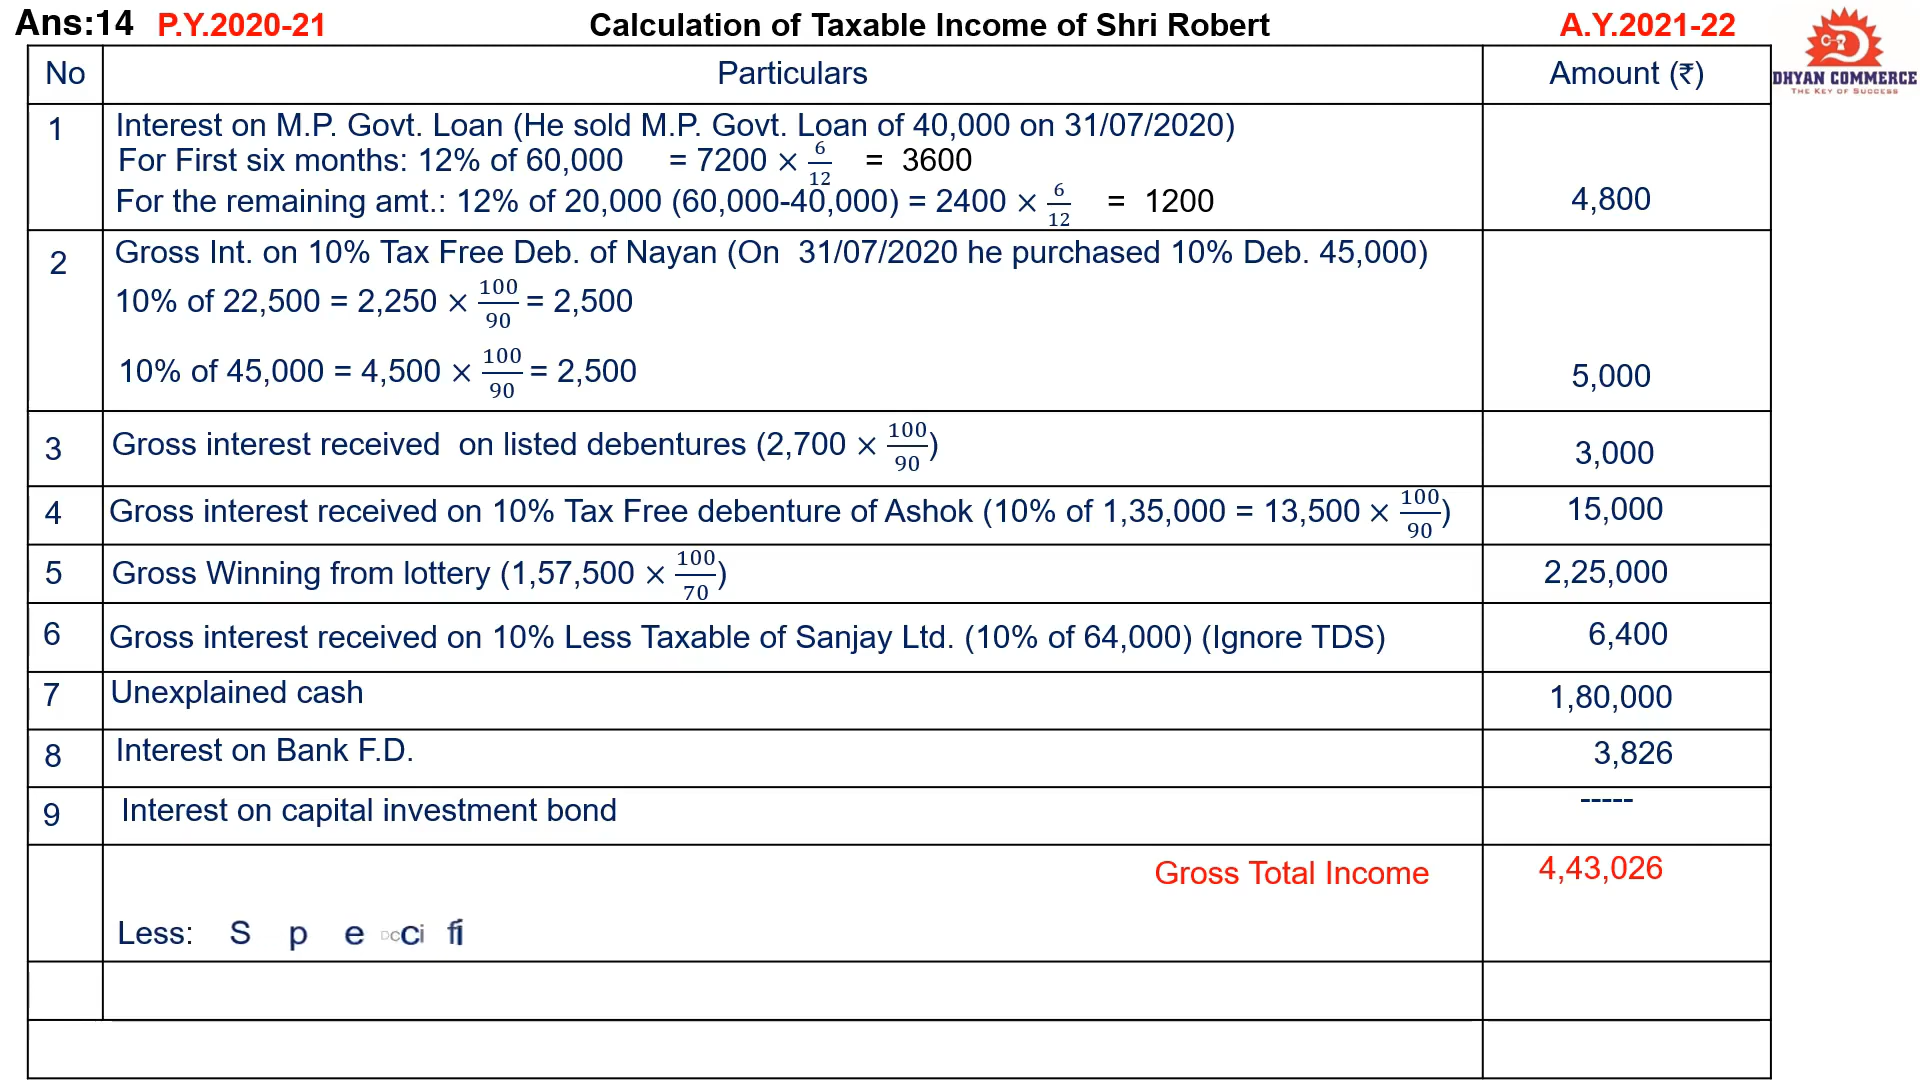 Ans:14 P.Y.2020-21 Calculation of Taxable Income of Shri Robert A.Y.2021-22
DHYAN COMMERCE
THE KEY OF SUCCESS
No Particulars Amount (₹)
1 Interest on M.P. Govt. Loan (He sold M.P. Govt. Loan of 40,000 on 31/07/2020)
For First six months: 12% of 60,000 = 7200 × 6/12 = 3600
For the remaining amt.: 12% of 20,000 (60,000-40,000) = 2400 × 6/12 = 1200 4,800
2 Gross Int. on 10% Tax Free Deb. of Nayan (On 31/07/2020 he purchased 10% Deb. 45,000)
10% of 22,500 = 2,250 × 100/90 = 2,500
10% of 45,000 = 4,500 × 100/90 = 2,500 5,000
3 Gross interest received on listed debentures (2,700 × 100/90) 3,000
4 Gross interest received on 10% Tax Free debenture of Ashok (10% of 1,35,000 = 13,500 × 100/90) 15,000
5 Gross Winning from lottery (1,57,500 × 100/70) 2,25,000
6 Gross interest received on 10% Less Taxable of Sanjay Ltd. (10% of 64,000) (Ignore TDS) 6,400
7 Unexplained cash 1,80,000
8 Interest on Bank F.D. 3,826
9 Interest on capital investment bond -----
Gross Total Income 4,43,026
Less: S p e c i fi